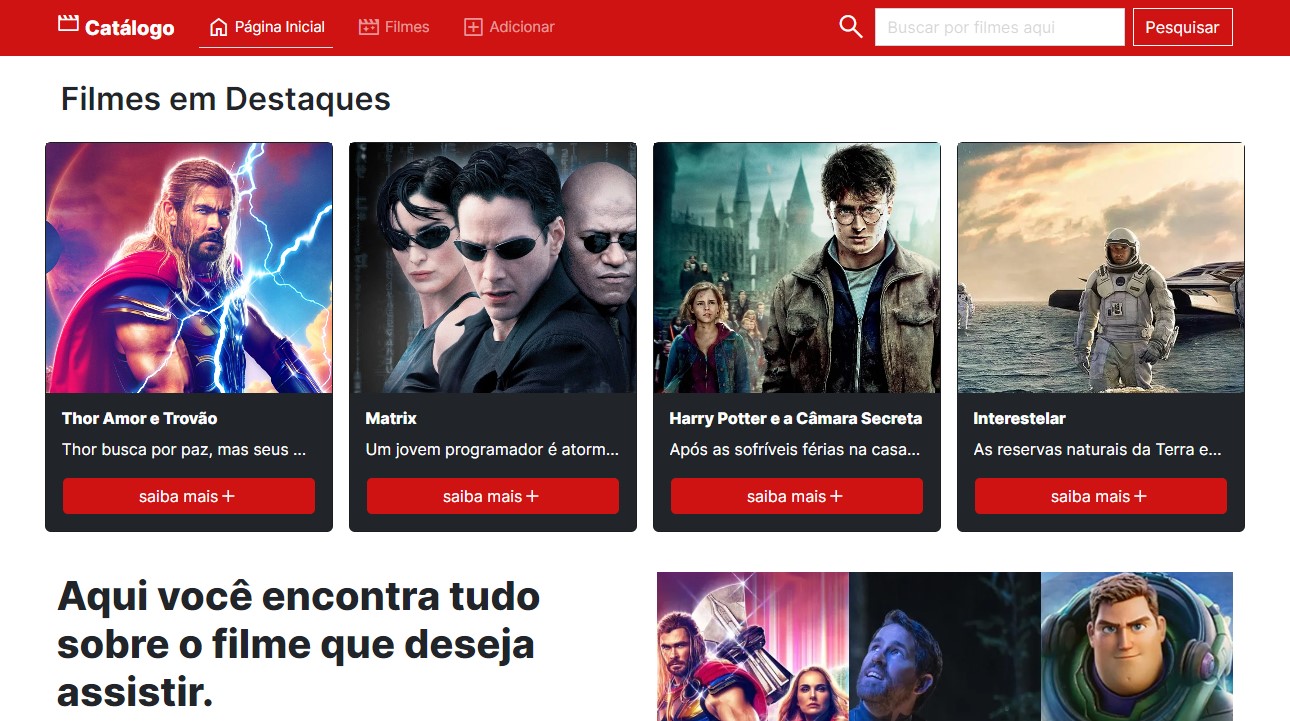 Catálogo
Página Inicial
Filmes
Adicionar
Buscar por filmes aqui
Pesquisar
Filmes em Destaques
Thor Amor e Trovão
Thor busca por paz, mas seus ...
saiba mais +
Matrix
Um jovem programador é atorm...
saiba mais +
Harry Potter e a Câmara Secreta
Após as sofríveis férias na casa...
saiba mais +
Interestelar
As reservas naturais da Terra e...
saiba mais +
Aqui você encontra tudo
sobre o filme que deseja
assistir.